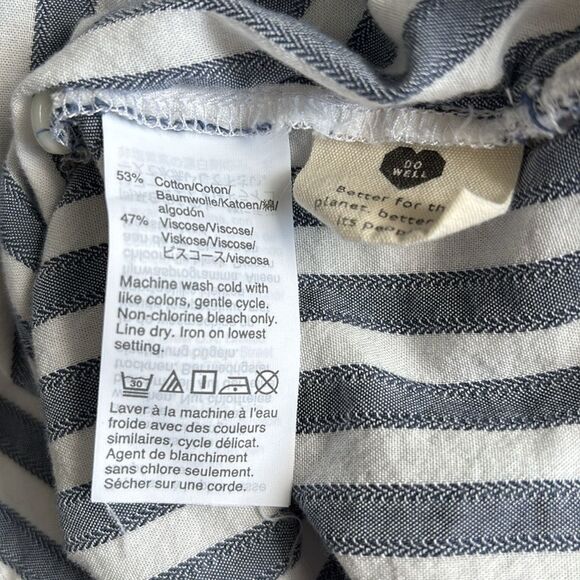 53% Cotton/Coton/
Baumwolle/Katoen/綿/
algodón
47% Viscose/Viscose/
Viskose/Viscose/
ビスコース/viscosa
Machine wash cold with
like colors, gentle cycle.
Non-chlorine bleach only.
Line dry. Iron on lowest
setting.
30
Laver à la machine à l'eau
froide avec des couleurs
similaires, cycle délicat.
Agent de blanchiment
sans chlore seulement.
Sécher sur une corde.
DO
WELL
Better for the
planet, better
its people